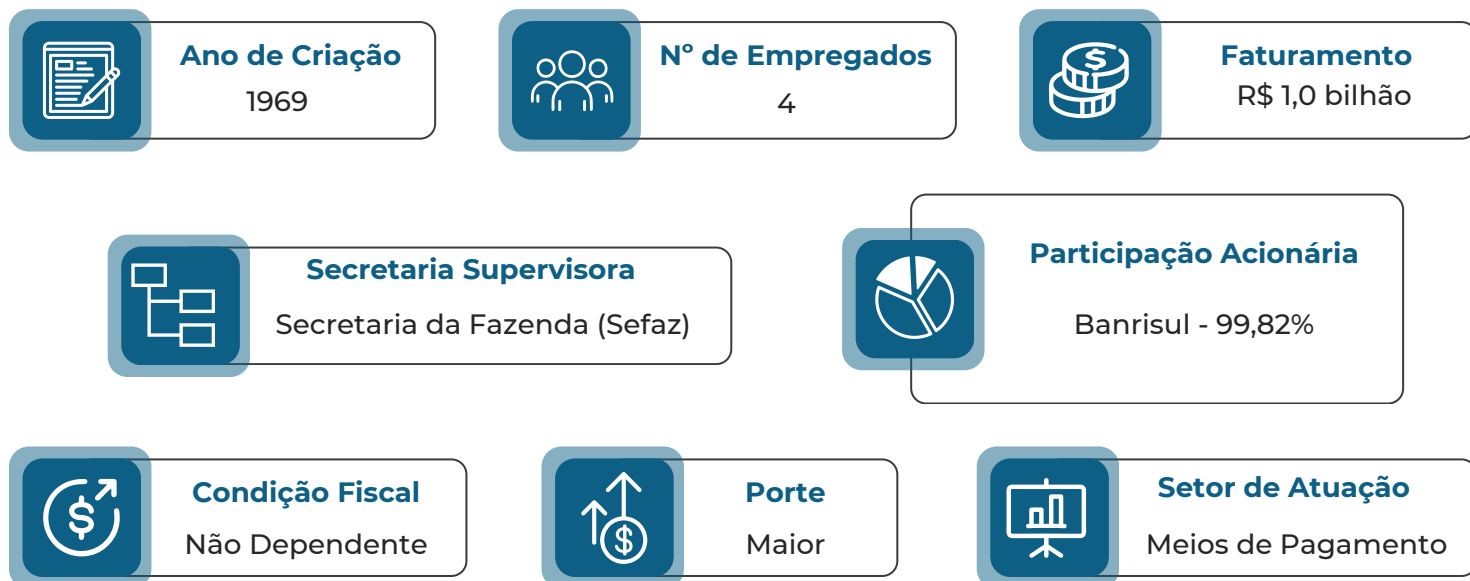 Ano de Criação
1969
Nº de Empregados
4
Faturamento
R$ 1,0 bilhão
Secretaria Supervisora
Secretaria da Fazenda (Sefaz)
Participação Acionária
Banrisul - 99,82%
Condição Fiscal
Não Dependente
Porte
Maior
Setor de Atuação
Meios de Pagamento